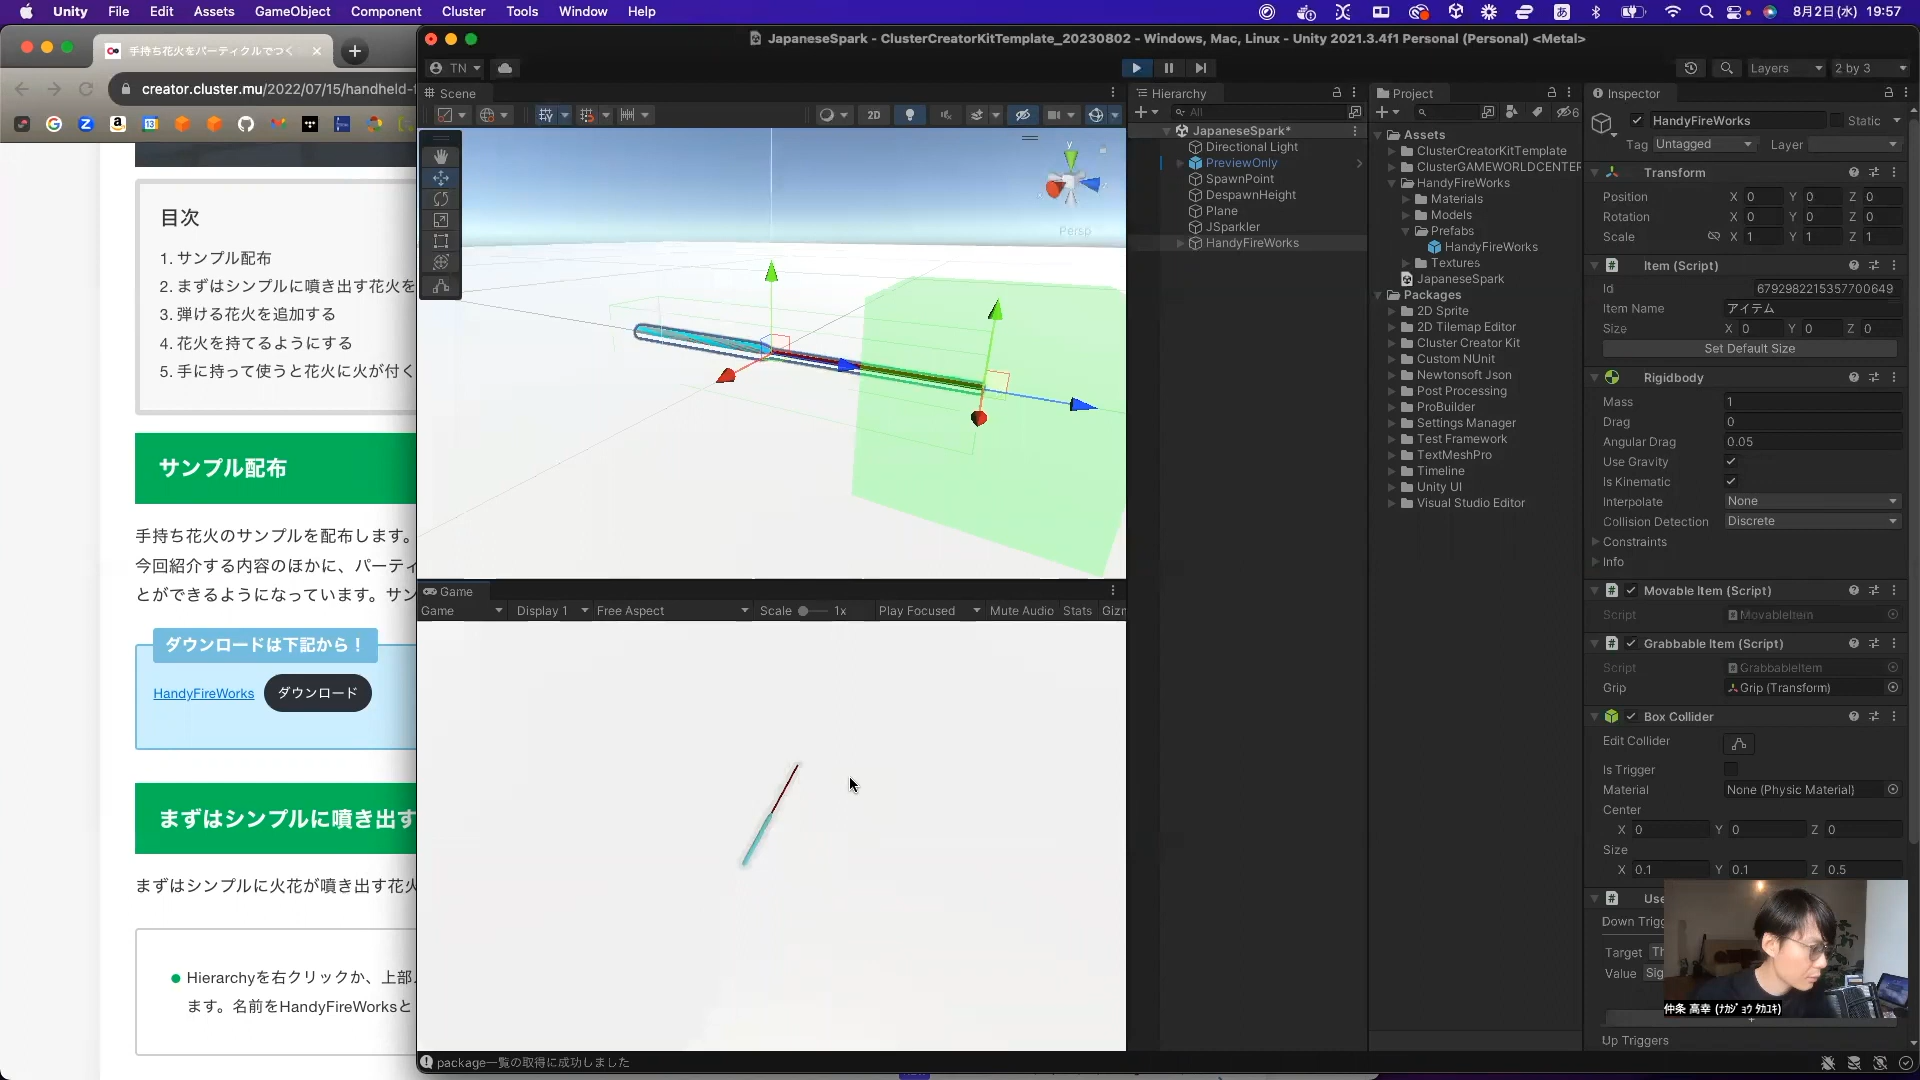 Unity File Edit Assets GameObject Component Cluster Tools Window Help
8月2日(水) 19:57
手持ち花火をパーティクルでつく
creator.cluster.mu/2022/07/15/handheld-f
目次
1. サンプル配布
2. まずはシンプルに噴き出す花火を
3. 弾ける花火を追加する
4. 花火を持てるようにする
5. 手に持って使うと花火に火が付く
サンプル配布
手持ち花火のサンプルを配布します。
今回紹介する内容のほかに、パーティ
とができるようになっています。サン
ダウンロードは下記から！
HandyFireWorks ダウンロード
まずはシンプルに噴き出す
まずはシンプルに火花が噴き出す花火
Hierarchyを右クリックか、上部
ます。名前をHandyFireWorksと
JapaneseSpark - ClusterCreatorKitTemplate_20230802 - Windows, Mac, Linux - Unity 2021.3.4f1 Personal (Personal) <Metal>
TN
Layers 2 by 3
Scene
2D
y
Persp
Game
Game Display 1 Free Aspect Scale 1x Play Focused Mute Audio Stats Gizn
package一覧の取得に成功しました
Hierarchy
All
JapaneseSpark*
Directional Light
PreviewOnly
SpawnPoint
DespawnHeight
Plane
JSparkler
HandyFireWorks
Project
6
Assets
ClusterCreatorKitTemplate
ClusterGAMEWORLDCENTER
HandyFireWorks
Materials
Models
Prefabs
HandyFireWorks
Textures
JapaneseSpark
Packages
2D Sprite
2D Tilemap Editor
Cluster Creator Kit
Custom NUnit
Newtonsoft Json
Post Processing
ProBuilder
Settings Manager
Test Framework
TextMeshPro
Timeline
Unity UI
Visual Studio Editor
Inspector
HandyFireWorks Static
Tag Untagged Layer
Transform
Position X 0 Y 0 Z 0
Rotation X 0 Y 0 Z 0
Scale X 1 Y 1 Z 1
Item (Script)
Id 6792982215357700649
Item Name アイテム
Size X 0 Y 0 Z 0
Set Default Size
Rigidbody
Mass 1
Drag 0
Angular Drag 0.05
Use Gravity
Is Kinematic
Interpolate None
Collision Detection Discrete
Constraints
Info
Movable Item (Script)
Script MovableItem
Grabbable Item (Script)
Script GrabbableItem
Grip Grip (Transform)
Box Collider
Edit Collider
Is Trigger
Material None (Physic Material)
Center
X 0 Y 0 Z 0
Size
X 0.1 Y 0.1 Z 0.5
Use
Down Trigg
Target Th
Value Sig
仲条 高幸 (ﾅｶｼﾞｮｳ ﾀｶﾕｷ)
Up Triggers